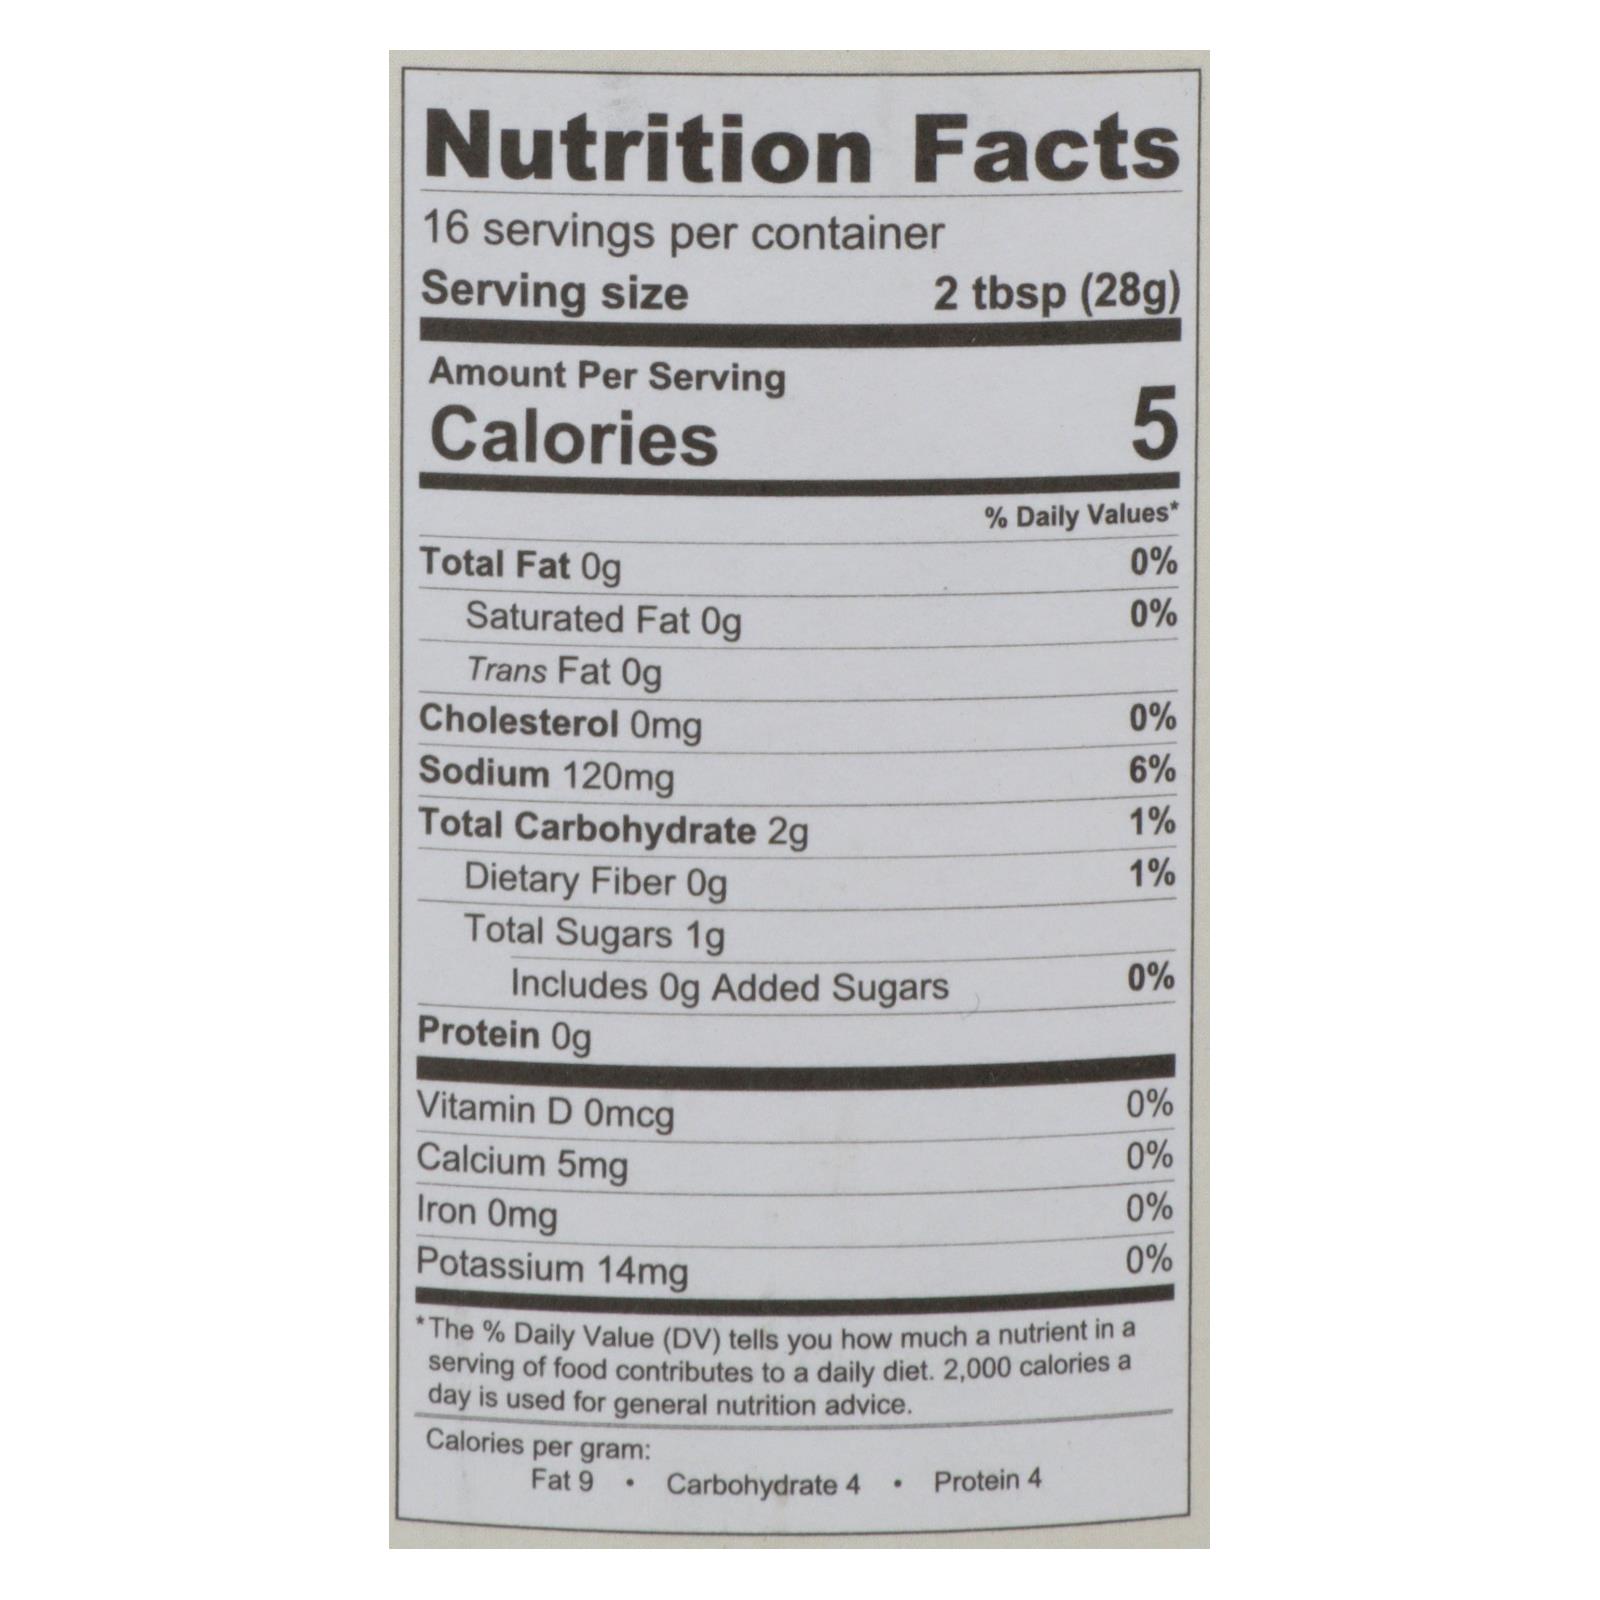 Nutrition Facts
16 servings per container
Serving size 2 tbsp (28g)
Amount Per Serving
Calories 5
% Daily Values*
Total Fat 0g 0%
Saturated Fat 0g 0%
Trans Fat 0g
Cholesterol 0mg 0%
Sodium 120mg 6%
Total Carbohydrate 2g 1%
Dietary Fiber 0g 1%
Total Sugars 1g
Includes 0g Added Sugars 0%
Protein 0g
Vitamin D 0mcg 0%
Calcium 5mg 0%
Iron 0mg 0%
Potassium 14mg 0%
*The % Daily Value (DV) tells you how much a nutrient in a
serving of food contributes to a daily diet. 2,000 calories a
day is used for general nutrition advice.
Calories per gram:
Fat 9 • Carbohydrate 4 • Protein 4